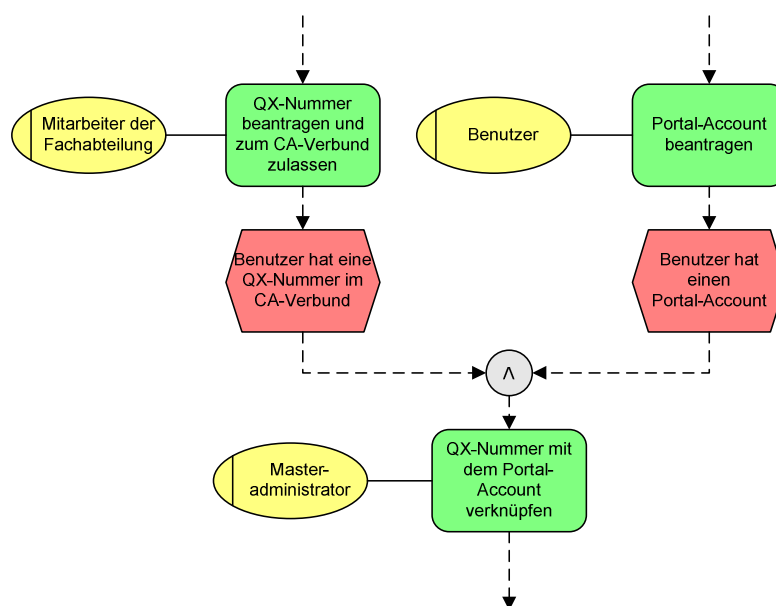 Mitarbeiter der
Fachabteilung
QX-Nummer
beantragen und
zum CA-Verbund
zulassen
Benutzer
Portal-Account
beantragen
Benutzer hat eine
QX-Nummer im
CA-Verbund
Benutzer hat
einen
Portal-Account
Λ
Master-
administrator
QX-Nummer mit
dem Portal-
Account
verknüpfen